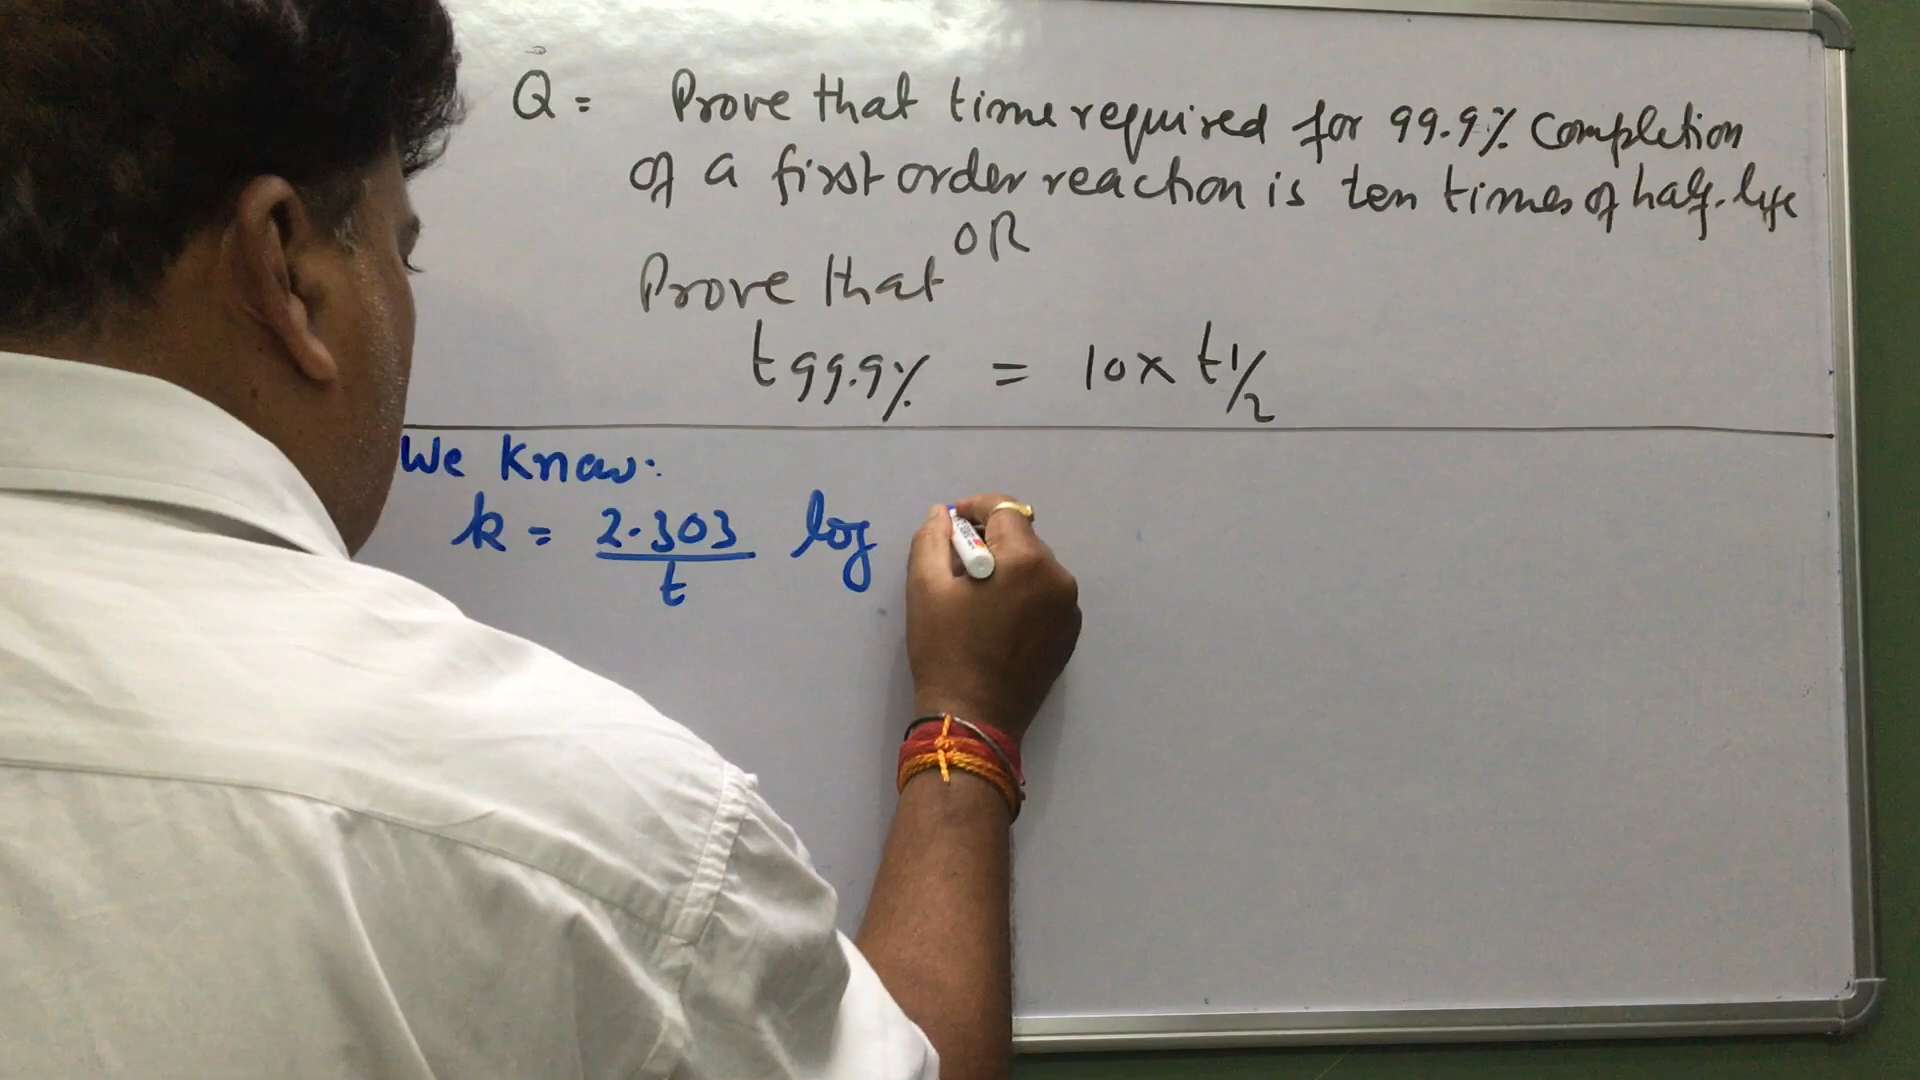 Q = Prove that time required for 99.9% completion
of a first order reaction is ten times of half-life
OR
Prove that
t99.9% = 10 x t1/2
We Know:
k = 2.303 log
t